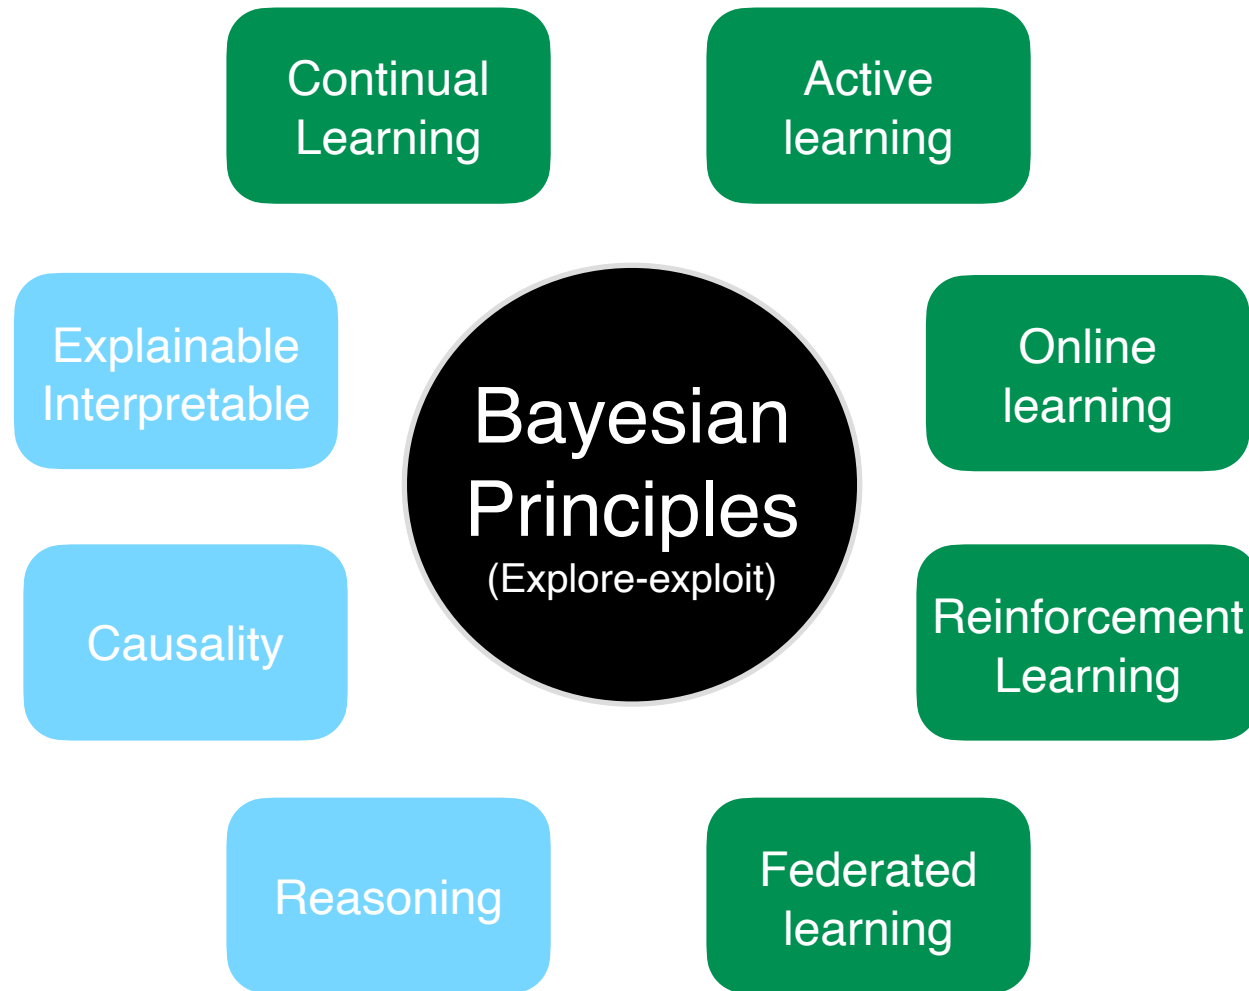 Continual
Learning
Active
learning
Explainable
Interpretable
Bayesian
Principles
(Explore-exploit)
Online
learning
Causality
Reinforcement
Learning
Reasoning
Federated
learning